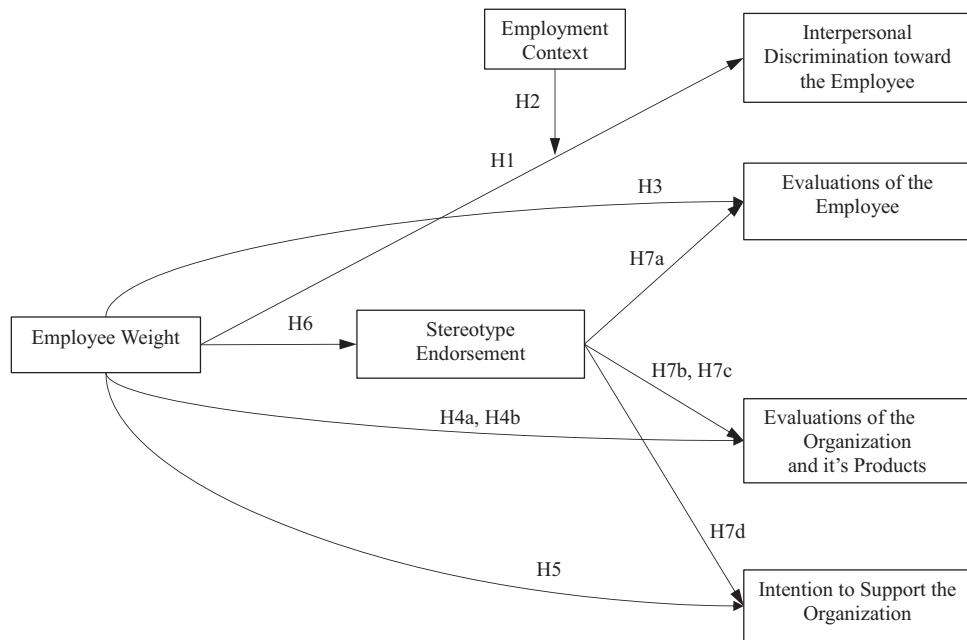 Employment
Context
Interpersonal
Discrimination toward
the Employee
H2
H1
H3
Evaluations of the
Employee
H7a
Employee Weight
H6
Stereotype
Endorsement
H7b, H7c
H4a, H4b
Evaluations of the
Organization
and it's Products
H7d
H5
Intention to Support the
Organization